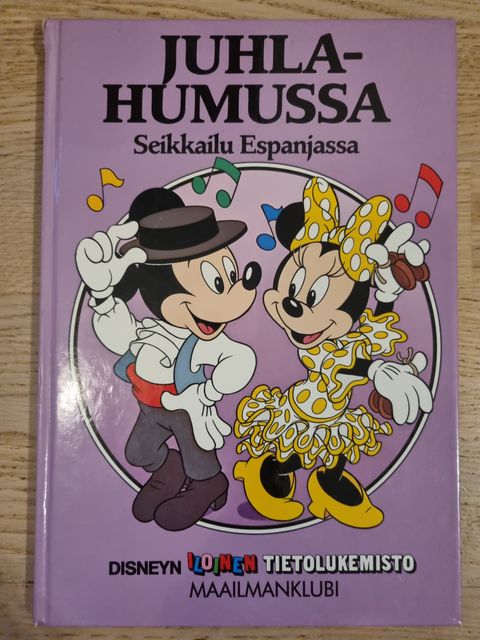 JUHLA-
HUMUSSA
Seikkailu Espanjassa
DISNEYN ILOINEN TIETOLUKEMISTO
MAAILMANKLUBI